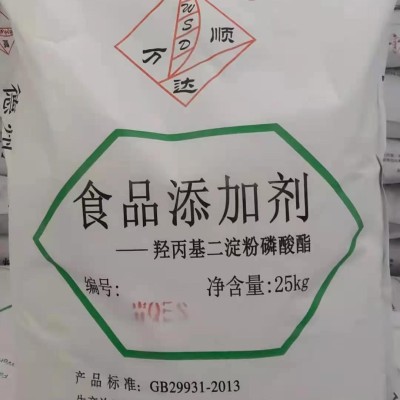 WSD
万 顺
达
食品添加剂
——羟丙基二淀粉磷酸酯
编号: WQES
净含量:25kg
产品标准: GB29931-2013